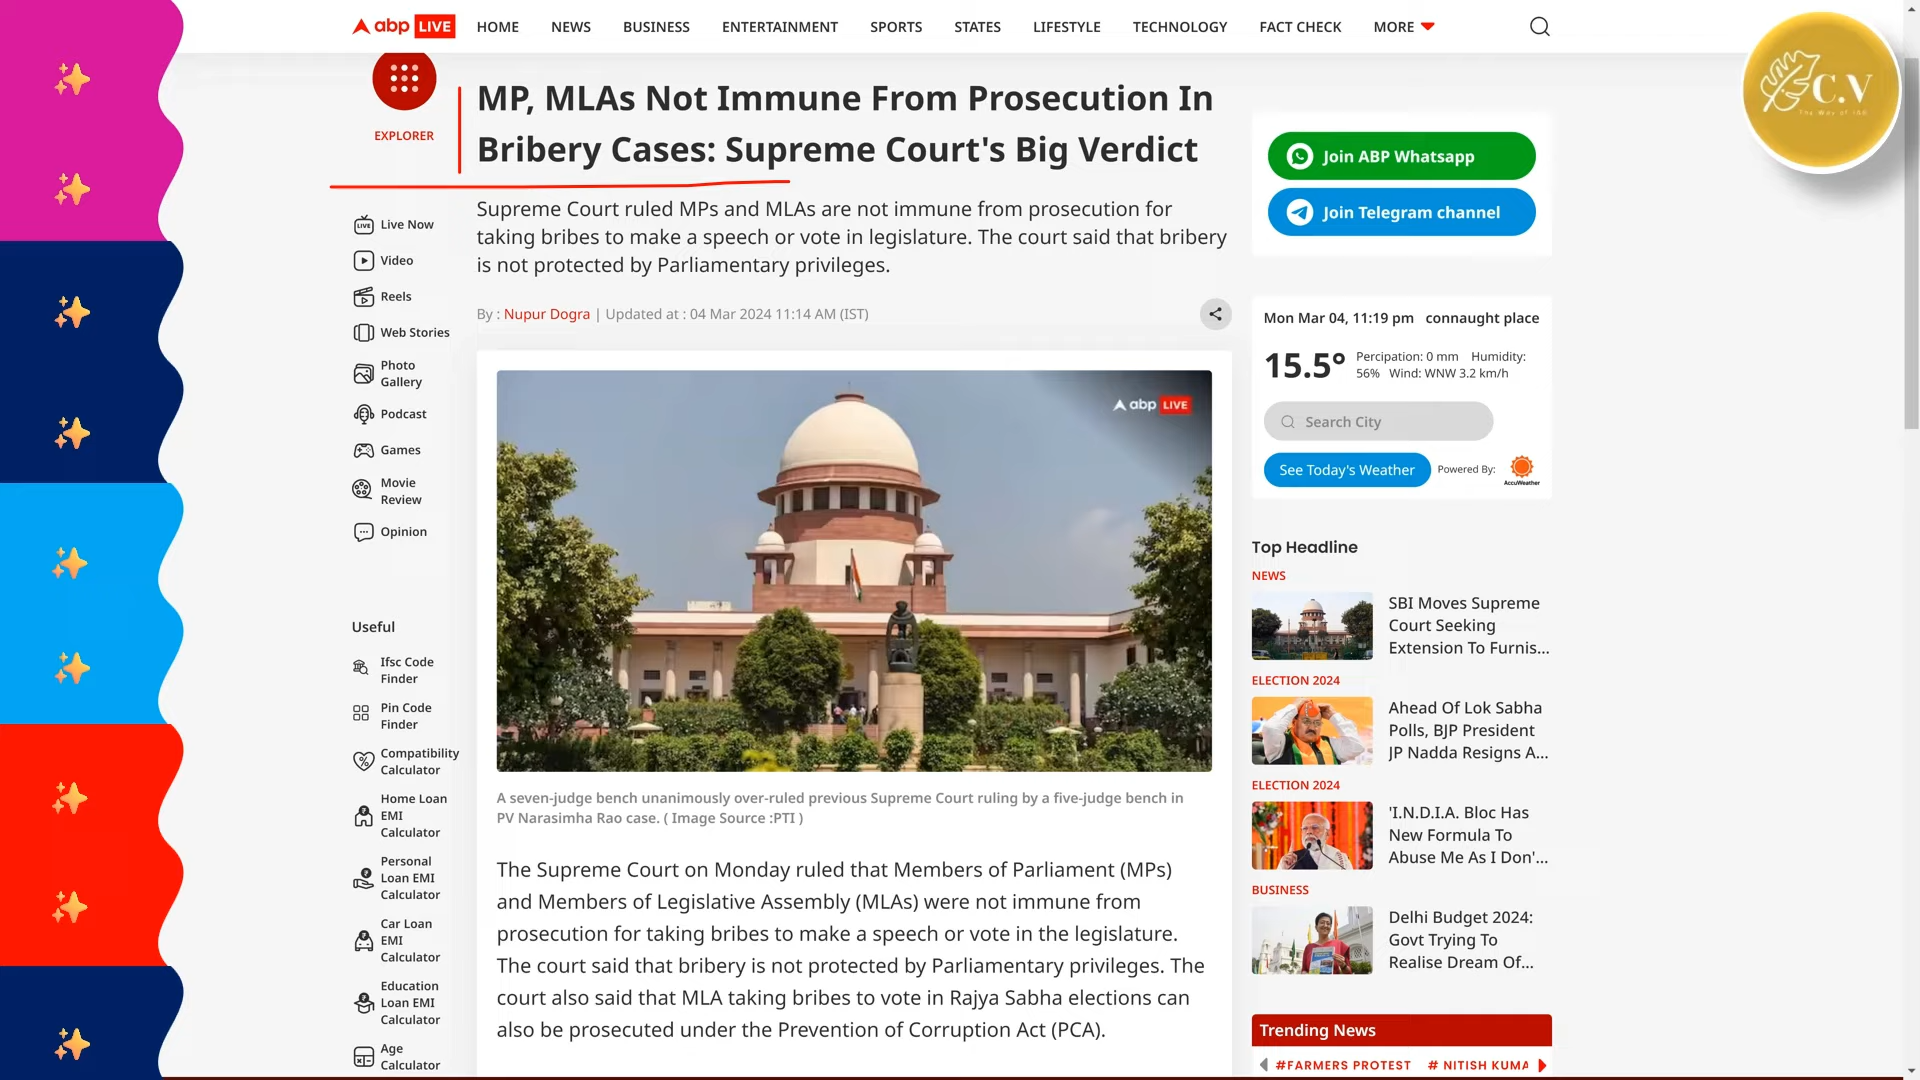 abp LIVE
HOME NEWS BUSINESS ENTERTAINMENT SPORTS STATES LIFESTYLE TECHNOLOGY FACT CHECK MORE
C.V
EXPLORER
MP, MLAs Not Immune From Prosecution In
Bribery Cases: Supreme Court's Big Verdict
Supreme Court ruled MPs and MLAs are not immune from prosecution for
taking bribes to make a speech or vote in legislature. The court said that bribery
is not protected by Parliamentary privileges.
By : Nupur Dogra | Updated at : 04 Mar 2024 11:14 AM (IST)
Live Now
Video
Reels
Web Stories
Photo
Gallery
Podcast
Games
Movie
Review
Opinion
Useful
Ifsc Code
Finder
Pin Code
Finder
Compatibility
Calculator
Home Loan
EMI
Calculator
Personal
Loan EMI
Calculator
Car Loan
EMI
Calculator
Education
Loan EMI
Calculator
Age
Calculator
abp LIVE
A seven-judge bench unanimously over-ruled previous Supreme Court ruling by a five-judge bench in
PV Narasimha Rao case. ( Image Source :PTI )
The Supreme Court on Monday ruled that Members of Parliament (MPs)
and Members of Legislative Assembly (MLAs) were not immune from
prosecution for taking bribes to make a speech or vote in the legislature.
The court said that bribery is not protected by Parliamentary privileges. The
court also said that MLA taking bribes to vote in Rajya Sabha elections can
also be prosecuted under the Prevention of Corruption Act (PCA).
Join ABP Whatsapp
Join Telegram channel
Mon Mar 04, 11:19 pm connaught place
15.5° Percipation: 0 mm Humidity:
56% Wind: WNW 3.2 km/h
Search City
See Today's Weather Powered By:
AccuWeather
Top Headline
NEWS
SBI Moves Supreme
Court Seeking
Extension To Furnis...
ELECTION 2024
Ahead Of Lok Sabha
Polls, BJP President
JP Nadda Resigns A...
ELECTION 2024
'I.N.D.I.A. Bloc Has
New Formula To
Abuse Me As I Don'...
BUSINESS
Delhi Budget 2024:
Govt Trying To
Realise Dream Of...
Trending News
#FARMERS PROTEST # NITISH KUMA